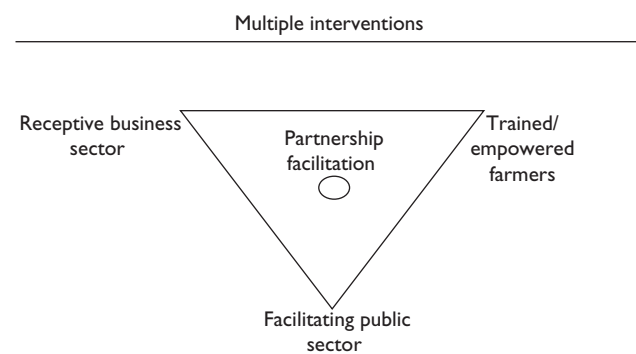 Multiple interventions
Receptive business
sector
Partnership
facilitation
Trained/
empowered
farmers
Facilitating public
sector